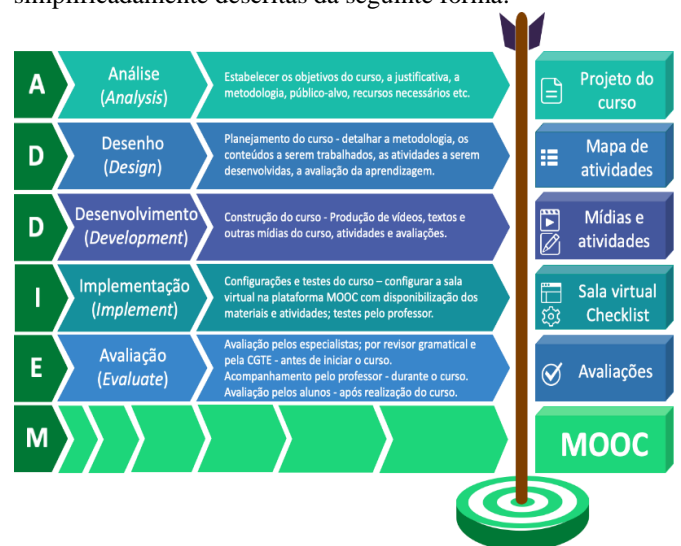 simplificadamente descritas da seguinte forma:
A
Análise
(Analysis)
Estabelecer os objetivos do curso, a justificativa, a
metodologia, público-alvo, recursos necessários etc.
Projeto do
curso
D
Desenho
(Design)
Planejamento do curso - detalhar a metodologia, os
conteúdos a serem trabalhados, as atividades a serem
desenvolvidas, a avaliação da aprendizagem.
Mapa de
atividades
D
Desenvolvimento
(Development)
Construção do curso - Produção de vídeos, textos e
outras mídias do curso, atividades e avaliações.
Mídias e
atividades
I
Implementação
(Implement)
Configurações e testes do curso – configurar a sala
virtual na plataforma MOOC com disponibilização dos
materiais e atividades; testes pelo professor.
Sala virtual
Checklist
E
Avaliação
(Evaluate)
Avaliação pelos especialistas; por revisor gramatical e
pela CGTE - antes de iniciar o curso.
Acompanhamento pelo professor - durante o curso.
Avaliação pelos alunos - após realização do curso.
Avaliações
M
MOOC